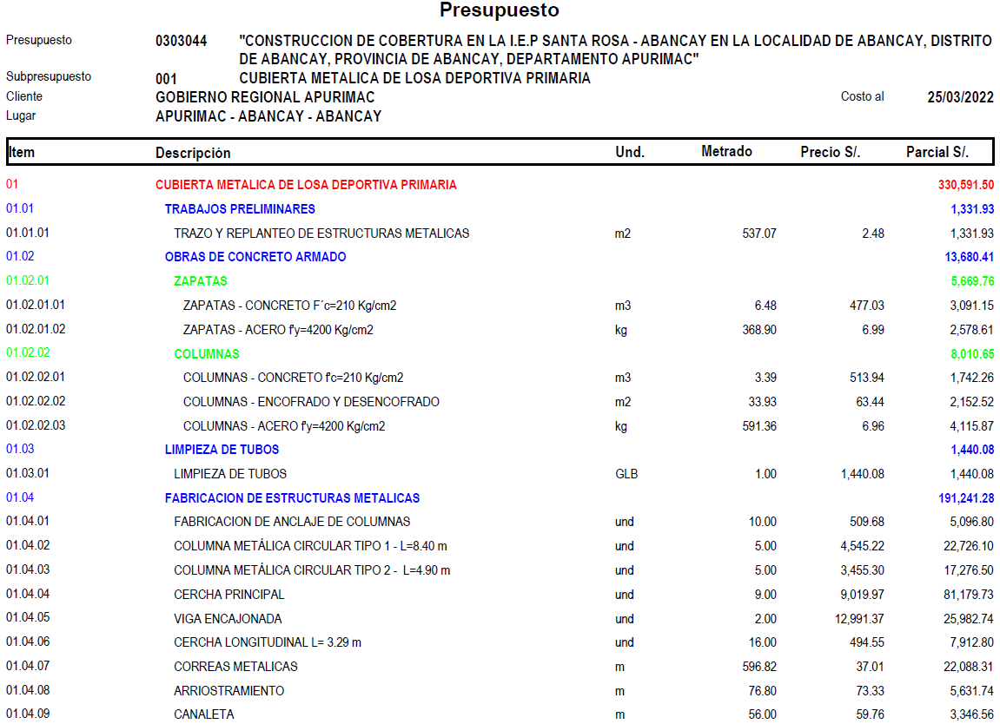 Presupuesto
Presupuesto 0303044 "CONSTRUCCION DE COBERTURA EN LA I.E.P SANTA ROSA - ABANCAY EN LA LOCALIDAD DE ABANCAY, DISTRITO
DE ABANCAY, PROVINCIA DE ABANCAY, DEPARTAMENTO APURIMAC"
Subpresupuesto 001 CUBIERTA METALICA DE LOSA DEPORTIVA PRIMARIA
Cliente GOBIERNO REGIONAL APURIMAC Costo al 25/03/2022
Lugar APURIMAC - ABANCAY - ABANCAY
Item Descripción Und. Metrado Precio S/. Parcial S/.
01 CUBIERTA METALICA DE LOSA DEPORTIVA PRIMARIA 330,591.50
01.01 TRABAJOS PRELIMINARES 1,331.93
01.01.01 TRAZO Y REPLANTEO DE ESTRUCTURAS METALICAS m2 537.07 2.48 1,331.93
01.02 OBRAS DE CONCRETO ARMADO 13,680.41
01.02.01 ZAPATAS 5,669.76
01.02.01.01 ZAPATAS - CONCRETO F´c=210 Kg/cm2 m3 6.48 477.03 3,091.15
01.02.01.02 ZAPATAS - ACERO f'y=4200 Kg/cm2 kg 368.90 6.99 2,578.61
01.02.02 COLUMNAS 8,010.65
01.02.02.01 COLUMNAS - CONCRETO f'c=210 Kg/cm2 m3 3.39 513.94 1,742.26
01.02.02.02 COLUMNAS - ENCOFRADO Y DESENCOFRADO m2 33.93 63.44 2,152.52
01.02.02.03 COLUMNAS - ACERO f'y=4200 Kg/cm2 kg 591.36 6.96 4,115.87
01.03 LIMPIEZA DE TUBOS 1,440.08
01.03.01 LIMPIEZA DE TUBOS GLB 1.00 1,440.08 1,440.08
01.04 FABRICACION DE ESTRUCTURAS METALICAS 191,241.28
01.04.01 FABRICACION DE ANCLAJE DE COLUMNAS und 10.00 509.68 5,096.80
01.04.02 COLUMNA METÁLICA CIRCULAR TIPO 1 - L=8.40 m und 5.00 4,545.22 22,726.10
01.04.03 COLUMNA METÁLICA CIRCULAR TIPO 2 - L=4.90 m und 5.00 3,455.30 17,276.50
01.04.04 CERCHA PRINCIPAL und 9.00 9,019.97 81,179.73
01.04.05 VIGA ENCAJONADA und 2.00 12,991.37 25,982.74
01.04.06 CERCHA LONGITUDINAL L= 3.29 m und 16.00 494.55 7,912.80
01.04.07 CORREAS METALICAS m 596.82 37.01 22,088.31
01.04.08 ARRIOSTRAMIENTO m 76.80 73.33 5,631.74
01.04.09 CANALETA m 56.00 59.76 3,346.56